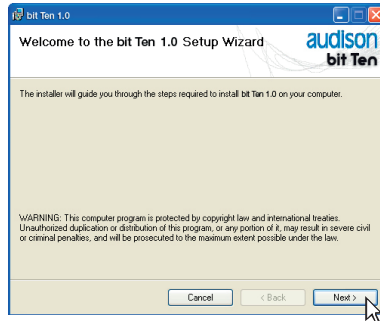 bit Ten 1.0
Welcome to the bit Ten 1.0 Setup Wizard
audison
bit Ten
The installer will guide you through the steps required to install bit Ten 1.0 on your computer.
WARNING: This computer program is protected by copyright law and international treaties.
Unauthorized duplication or distribution of this program, or any portion of it, may result in severe civil
or criminal penalties, and will be prosecuted to the maximum extent possible under the law.
Cancel
< Back
Next >